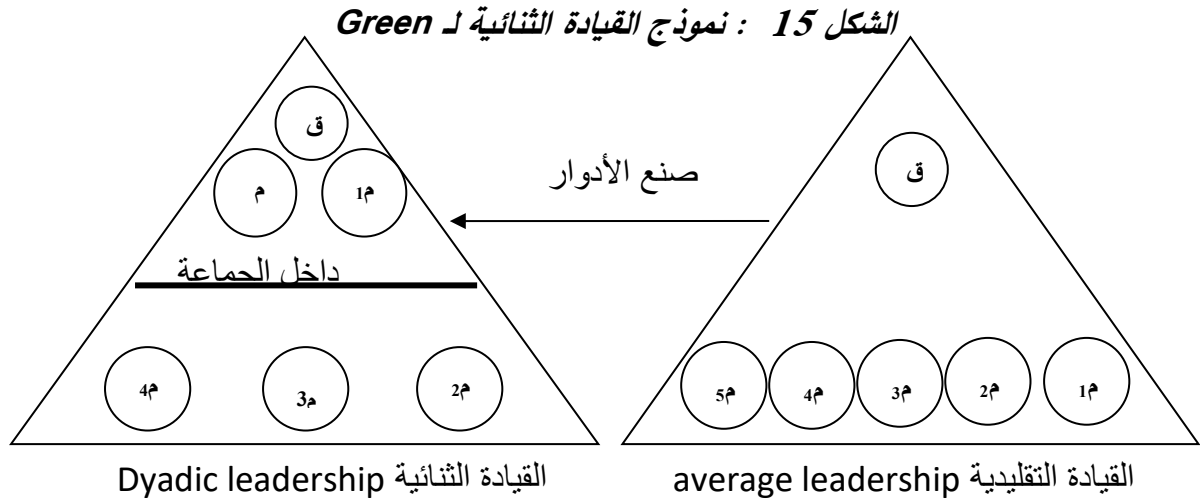 الشكل 15 : نموذج القيادة الثنائية لـ Green
ق
ق
م1
م
صنع الأدوار
داخل الجماعة
م1
م2
م3
م4
م5
م2
م3
م4
القيادة التقليدية average leadership
القيادة الثنائية Dyadic leadership